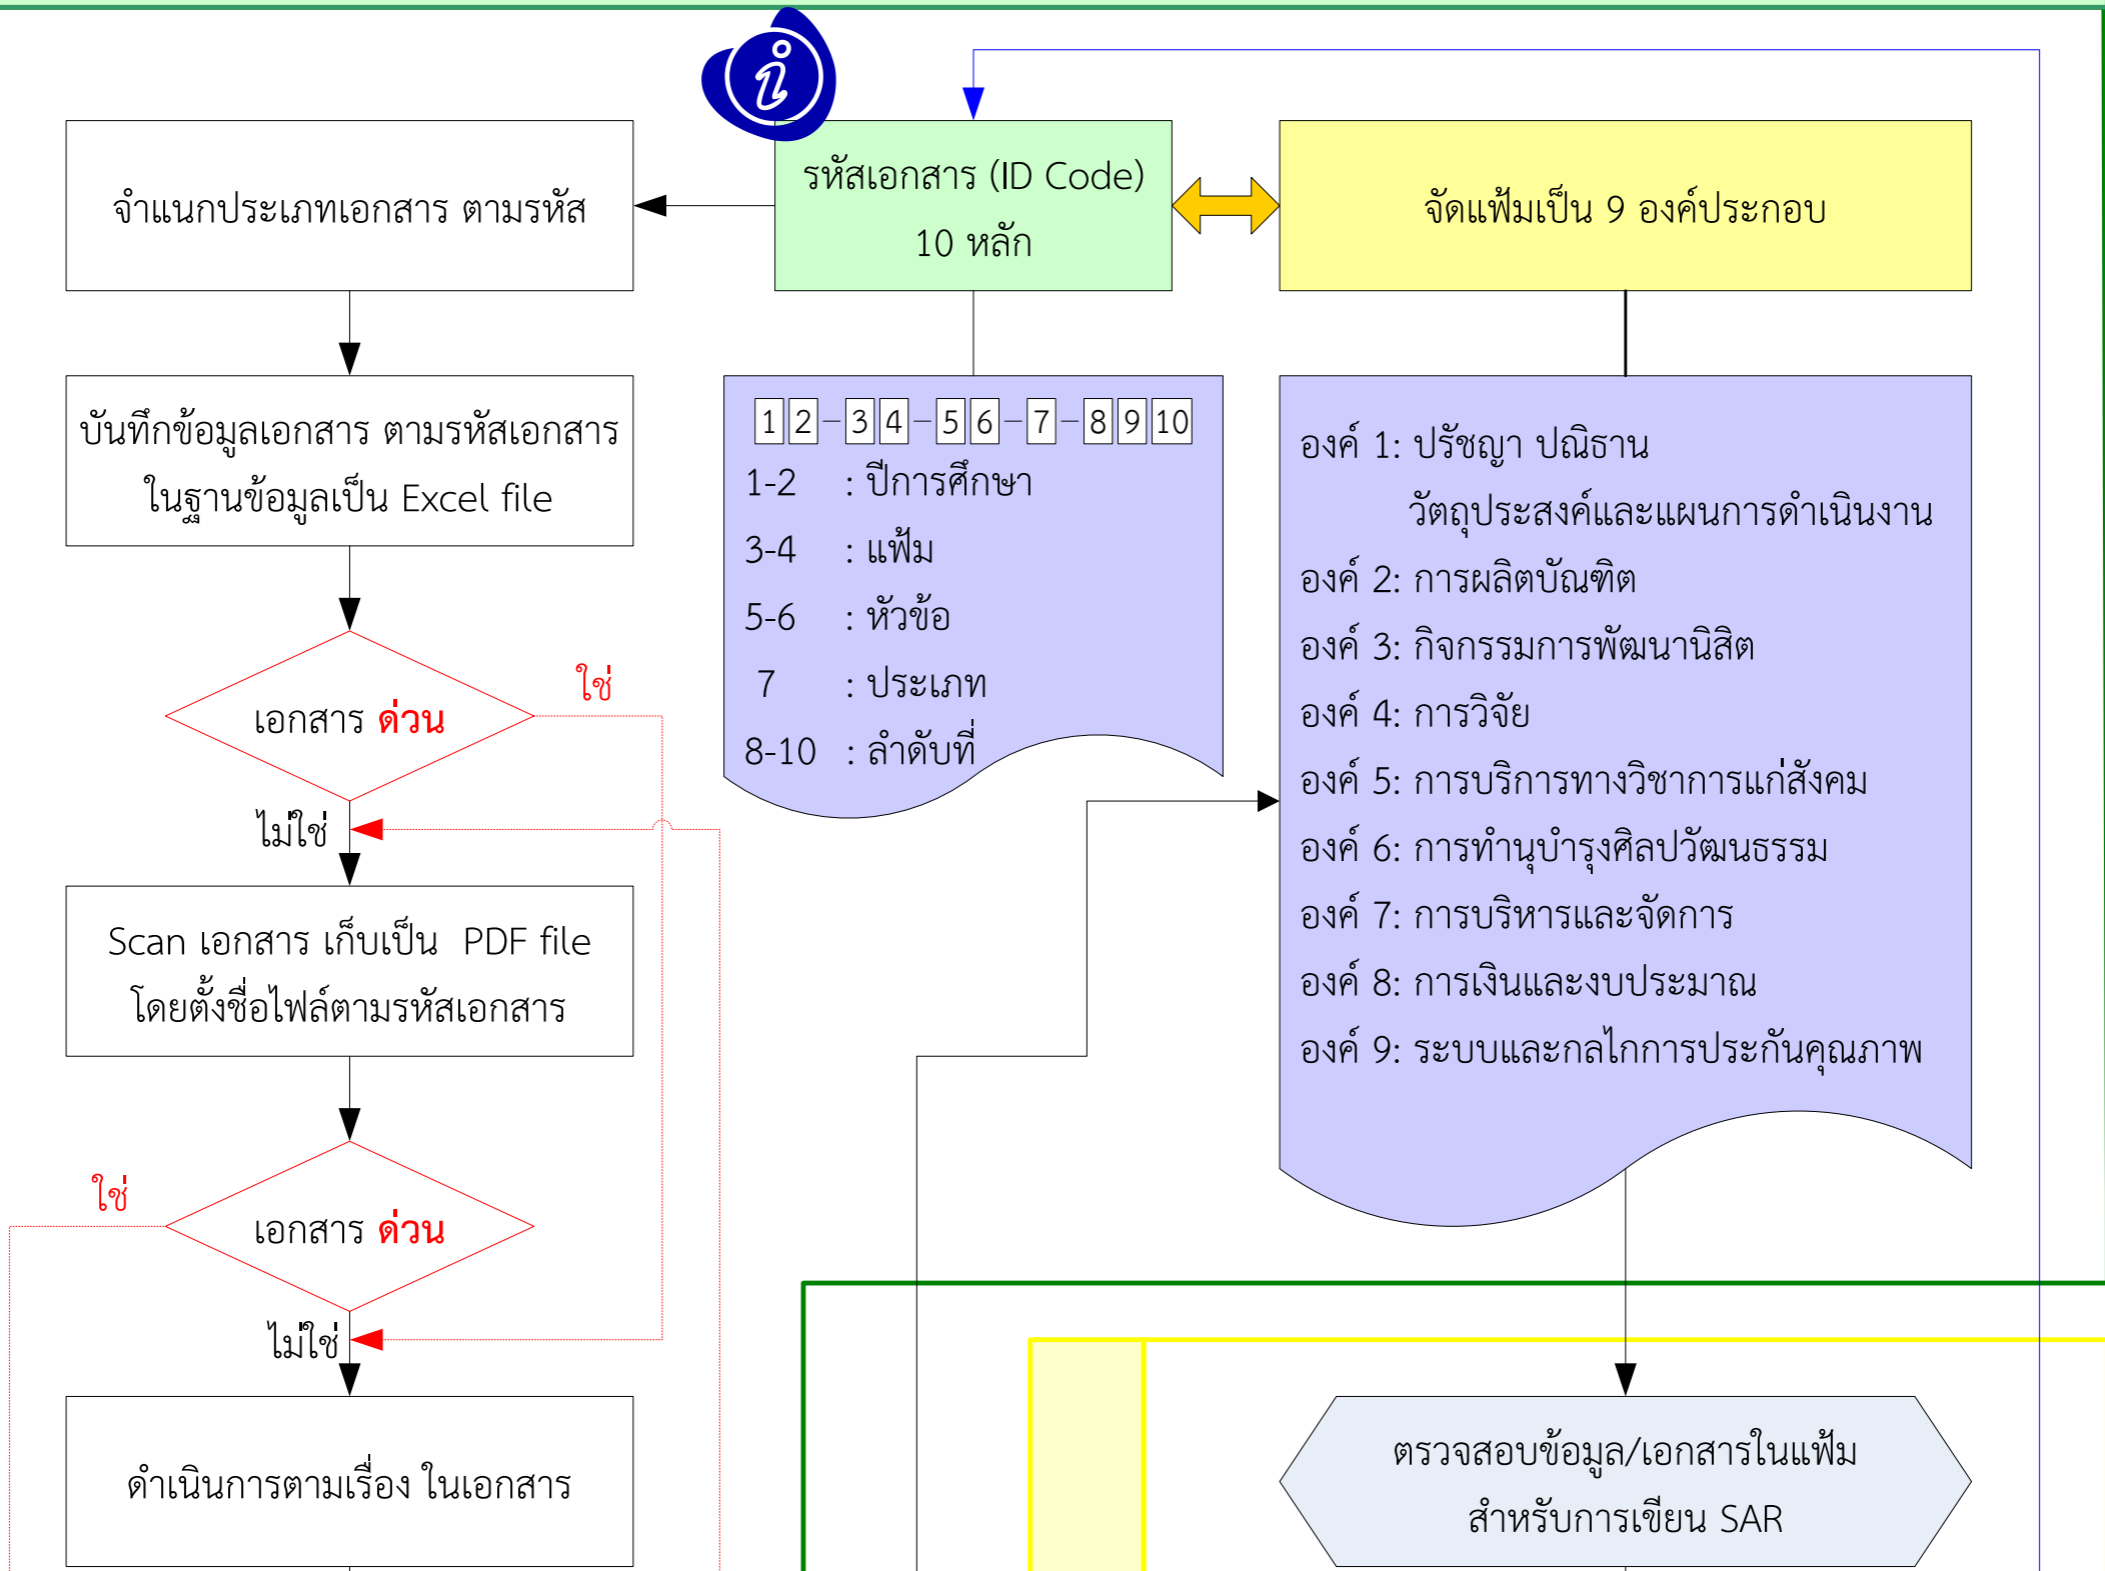 รหัสเอกสาร (ID Code)
10 หลัก
จำแนกประเภทเอกสาร ตามรหัส
จัดแฟ้มเป็น 9 องค์ประกอบ
บันทึกข้อมูลเอกสาร ตามรหัสเอกสาร
ในฐานข้อมูลเป็น Excel file
1 2 - 3 4 - 5 6 - 7 - 8 9 10
1-2 : ปีการศึกษา
3-4 : แฟ้ม
5-6 : หัวข้อ
7 : ประเภท
8-10 : ลำดับที่
องค์ 1: ปรัชญา ปณิธาน
วัตถุประสงค์และแผนการดำเนินงาน
องค์ 2: การผลิตบัณฑิต
องค์ 3: กิจกรรมการพัฒนานิสิต
องค์ 4: การวิจัย
องค์ 5: การบริการทางวิชาการแก่สังคม
องค์ 6: การทำนุบำรุงศิลปวัฒนธรรม
องค์ 7: การบริหารและจัดการ
องค์ 8: การเงินและงบประมาณ
องค์ 9: ระบบและกลไกการประกันคุณภาพ
เอกสาร ด่วน
ใช่
ไม่ใช่
Scan เอกสาร เก็บเป็น PDF file
โดยตั้งชื่อไฟล์ตามรหัสเอกสาร
ใช่
เอกสาร ด่วน
ไม่ใช่
ดำเนินการตามเรื่อง ในเอกสาร
ตรวจสอบข้อมูล/เอกสารในแฟ้ม
สำหรับการเขียน SAR